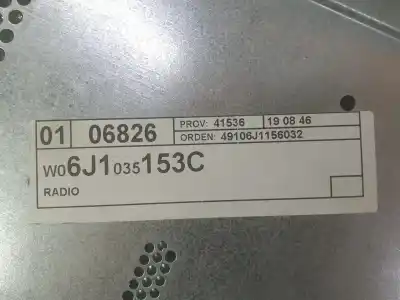 01 06826 PROV: 41536 19 08 46
ORDEN: 49106J1156032
W06J1035153C
RADIO